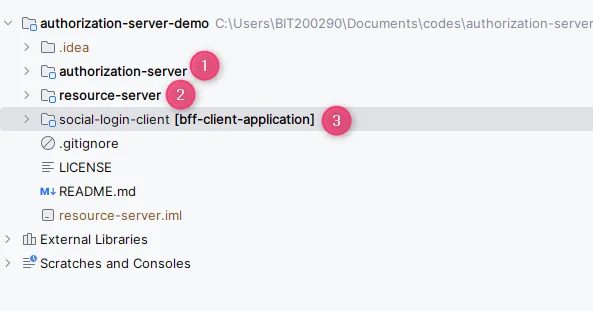 authorization-server-demo C:\Users\BIT200290\Documents\codes\authorization-server
.idea
authorization-server 1
resource-server 2
social-login-client [bff-client-application] 3
.gitignore
LICENSE
M↓ README.md
resource-server.iml
External Libraries
Scratches and Consoles